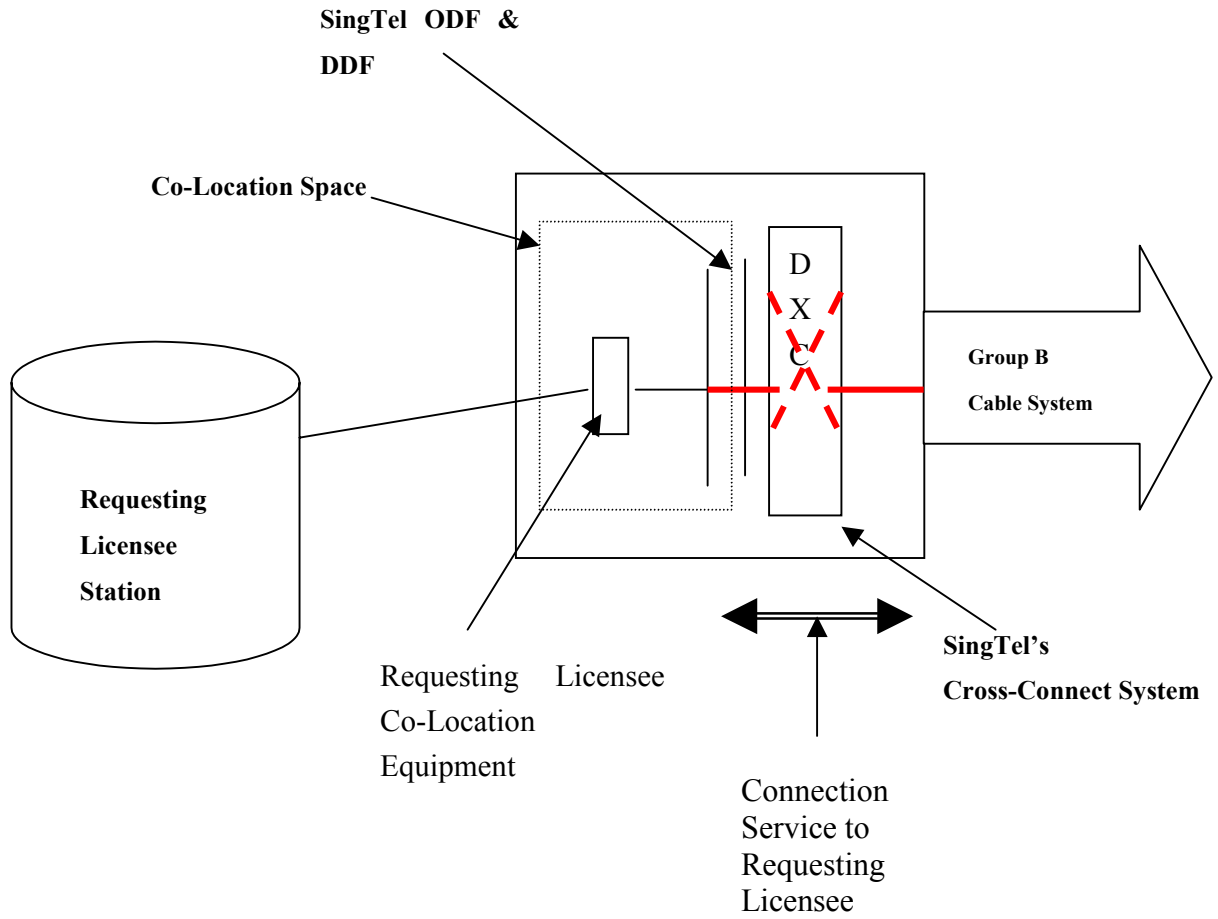 SingTel ODF &
DDF
Co-Location Space
D
X
C
Group B
Cable System
Requesting
Licensee
Station
SingTel's
Cross-Connect System
Requesting Licensee
Co-Location
Equipment
Connection
Service to
Requesting
Licensee